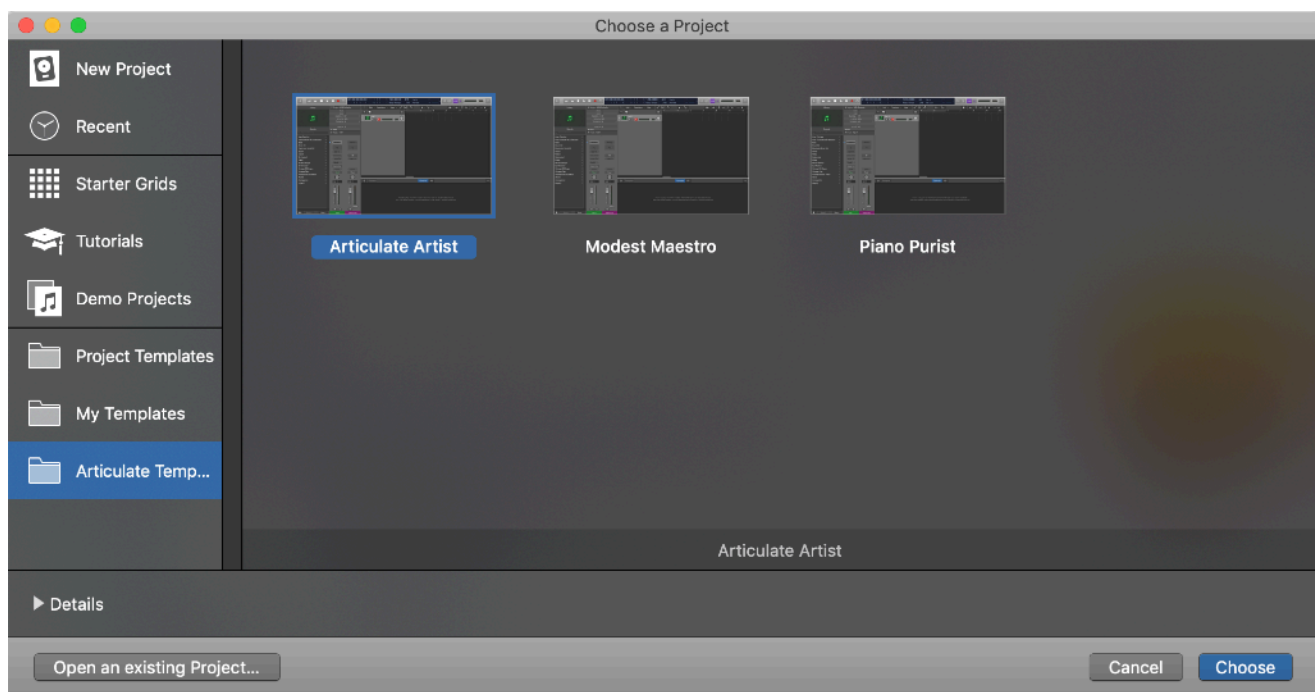 Choose a Project
New Project
Recent
Starter Grids
Tutorials
Demo Projects
Project Templates
My Templates
Articulate Temp...
Articulate Artist
Modest Maestro
Piano Purist
Articulate Artist
Details
Open an existing Project...
Cancel
Choose